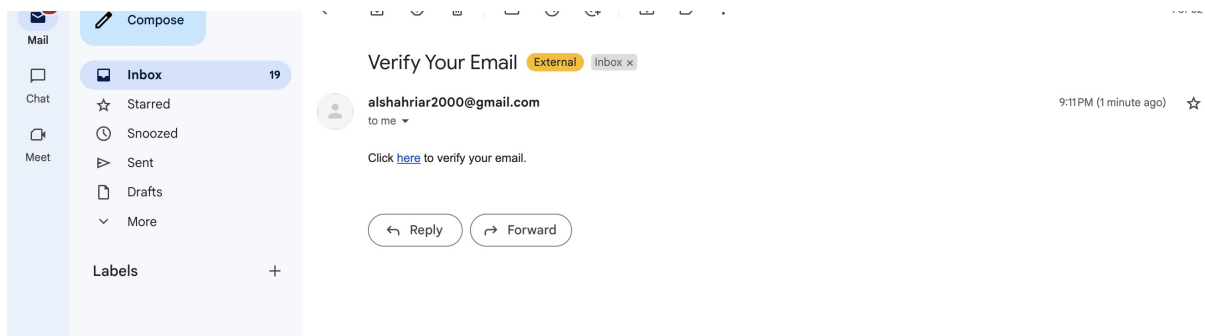 Compose
Mail
Verify Your Email External Inbox x
Inbox 19
Chat
Starred
alshahriar2000@gmail.com 9:11 PM (1 minute ago)
to me
Snoozed
Meet
Sent
Click here to verify your email.
Drafts
More
Reply Forward
Labels +